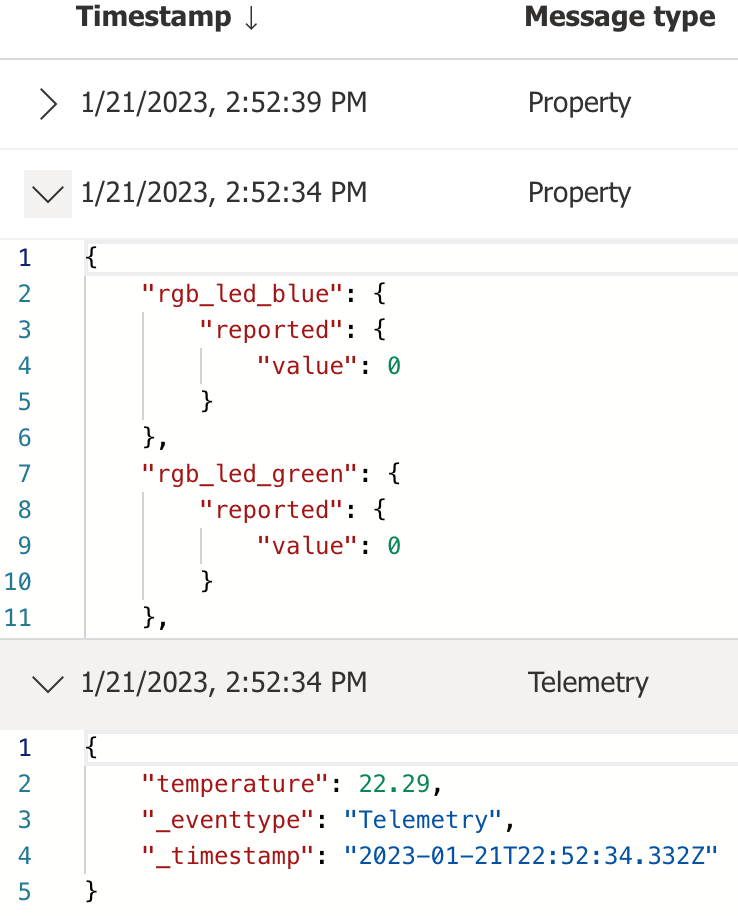 Timestamp ↓ Message type
1/21/2023, 2:52:39 PM Property
1/21/2023, 2:52:34 PM Property
1 {
2     "rgb_led_blue": {
3         "reported": {
4             "value": 0
5         }
6     },
7     "rgb_led_green": {
8         "reported": {
9             "value": 0
10         }
11     },
1/21/2023, 2:52:34 PM Telemetry
1 {
2     "temperature": 22.29,
3     "_eventtype": "Telemetry",
4     "_timestamp": "2023-01-21T22:52:34.332Z"
5 }